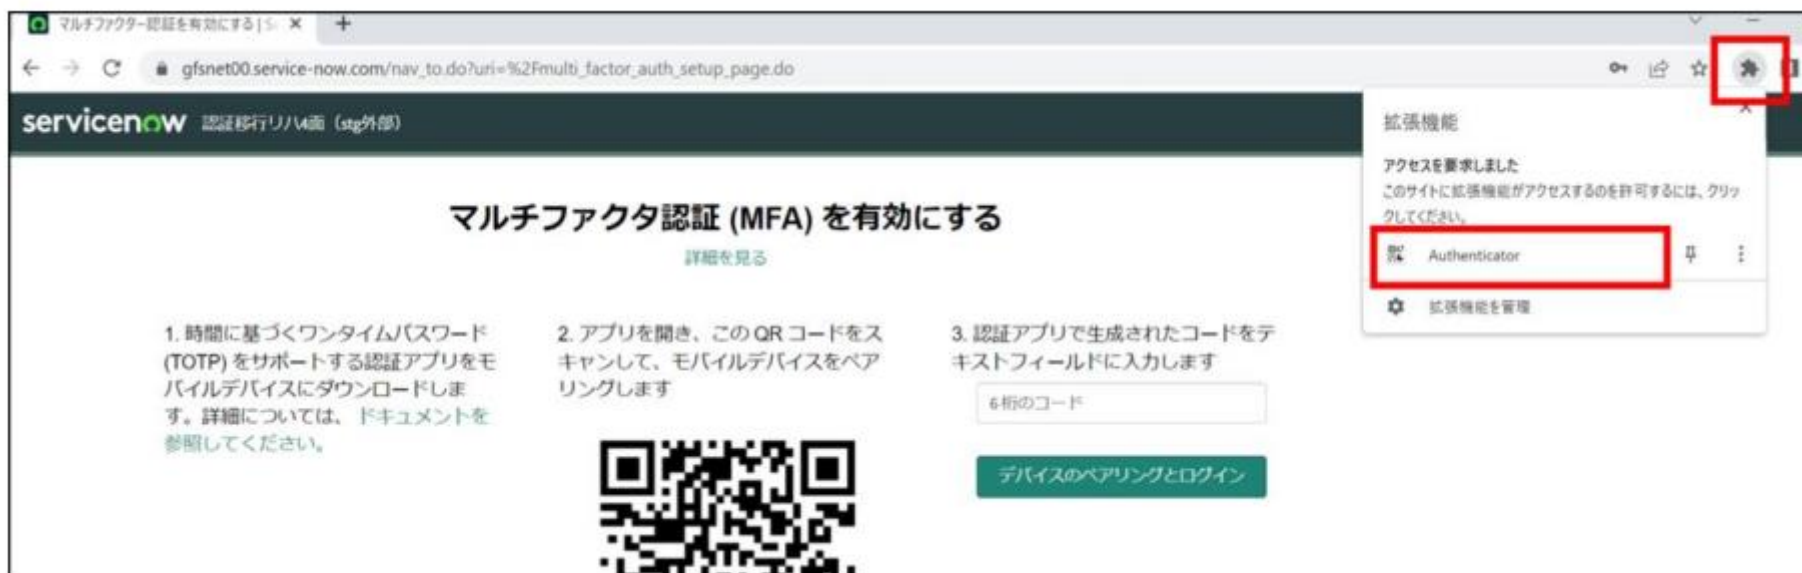 マルチファクター認証を有効にする | S
gfsnet00.service-now.com/nav_to.do?uri=%2Fmulti_factor_auth_setup_page.do
servicenow 認証移行リハ4面（stg外部）
拡張機能
アクセスを要求しました
このサイトに拡張機能がアクセスするのを許可するには、クリッ
クしてください。
Authenticator
拡張機能を管理
マルチファクタ認証 (MFA) を有効にする
詳細を見る
1. 時間に基づくワンタイムパスワード
(TOTP) をサポートする認証アプリをモ
バイルデバイスにダウンロードしま
す。詳細については、 ドキュメントを
参照してください。
2. アプリを開き、この QR コードをス
キャンして、モバイルデバイスをペア
リングします
3. 認証アプリで生成されたコードをテ
キストフィールドに入力します
6桁のコード
デバイスのペアリングとログイン